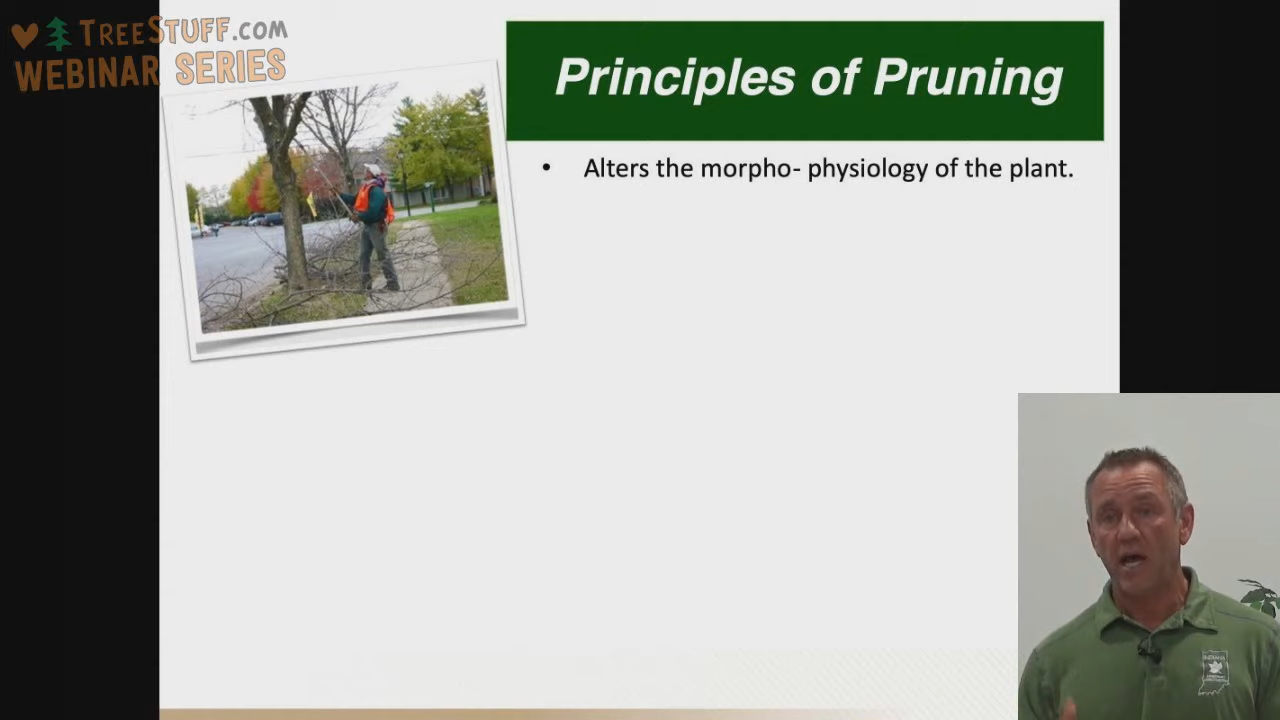 TREESTUFF.COM
WEBINAR SERIES
Principles of Pruning
• Alters the morpho- physiology of the plant.